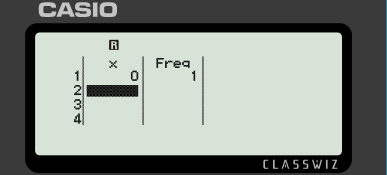 CASIO
R
x Freq
1 0 1
2
3
4
CLASSWIZ